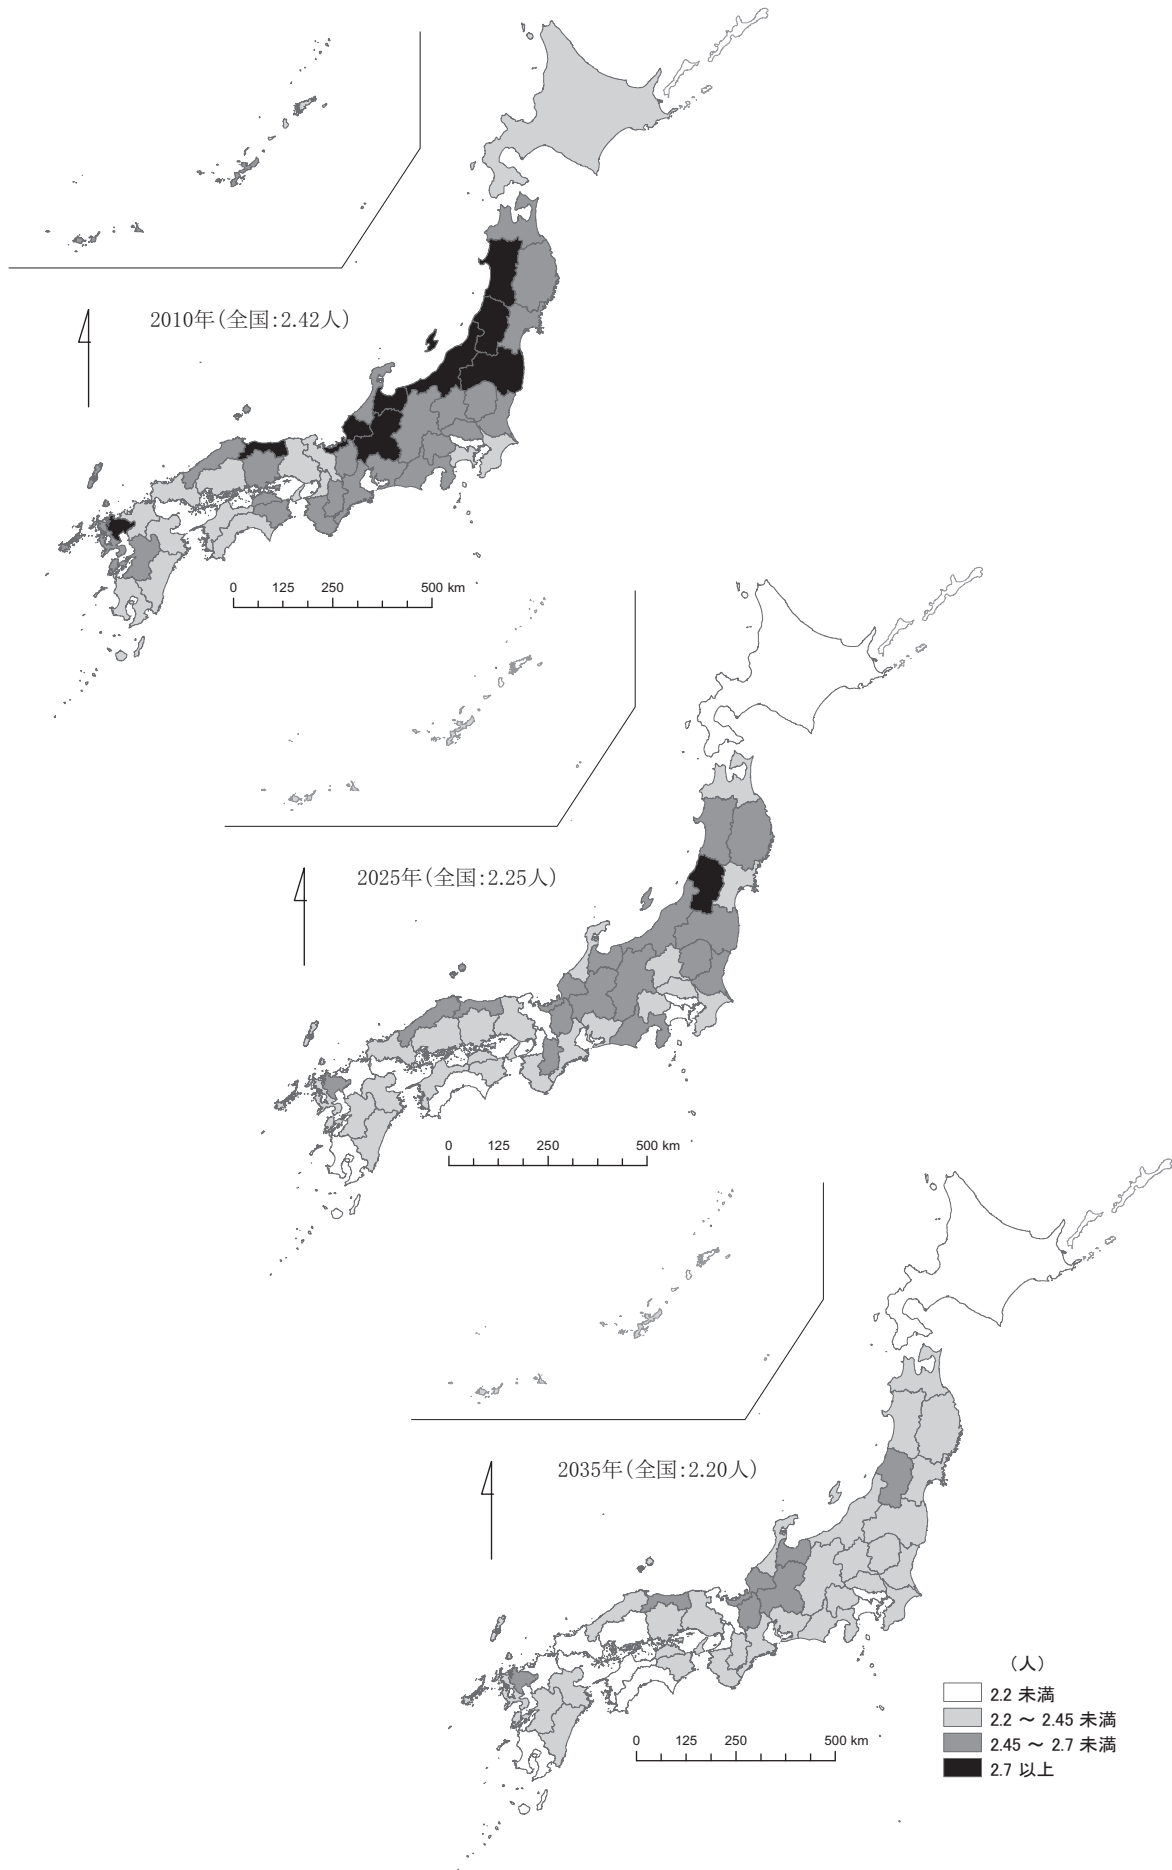 2010年(全国:2.42人)
0 125 250 500 km
2025年(全国:2.25人)
0 125 250 500 km
2035年(全国:2.20人)
(人)
2.2 未満
2.2 ～ 2.45 未満
2.45 ～ 2.7 未満
2.7 以上
0 125 250 500 km